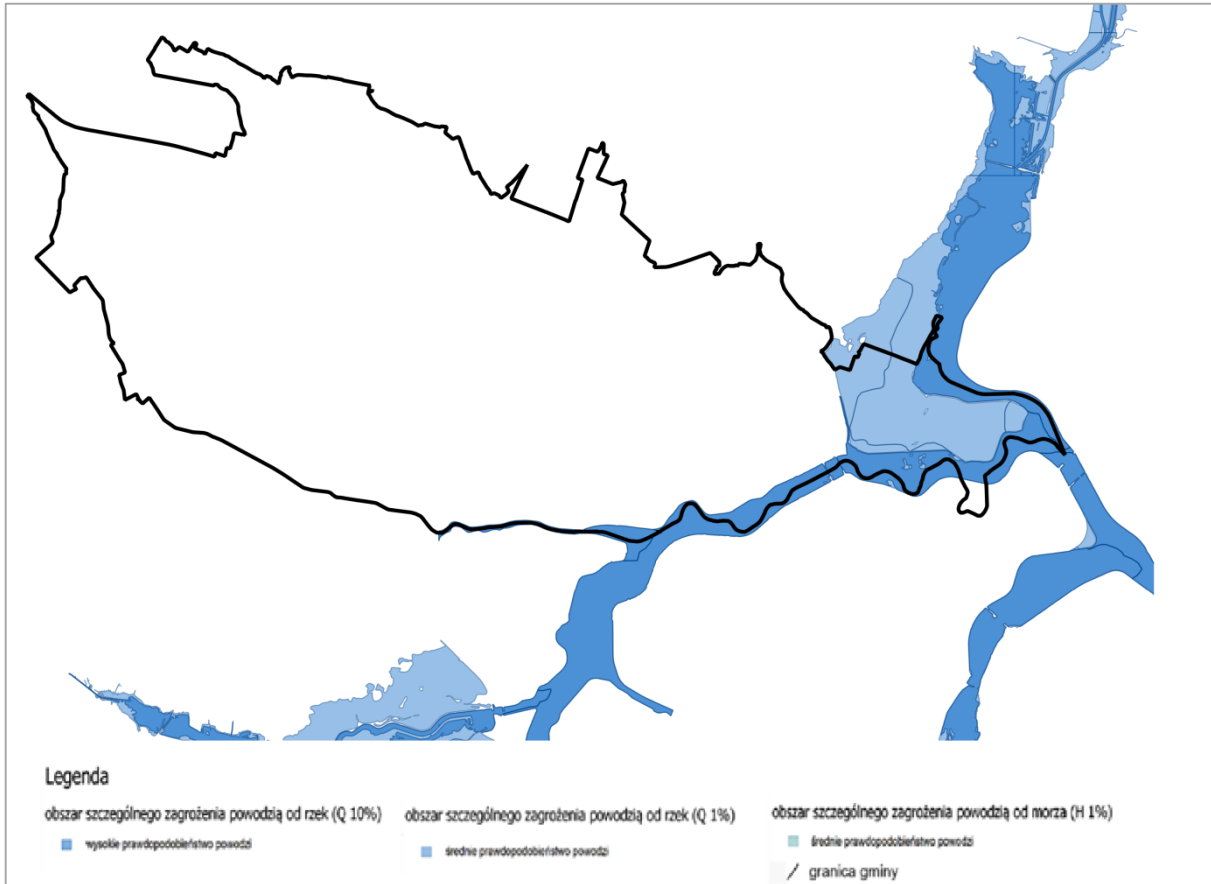 Legenda
obszar szczególnego zagrożenia powodzią od rzek (Q 10%)
wysokie prawdopodobieństwo powodzi
obszar szczególnego zagrożenia powodzią od rzek (Q 1%)
średnie prawdopodobieństwo powodzi
obszar szczególnego zagrożenia powodzią od morza (H 1%)
średnie prawdopodobieństwo powodzi
granica gminy